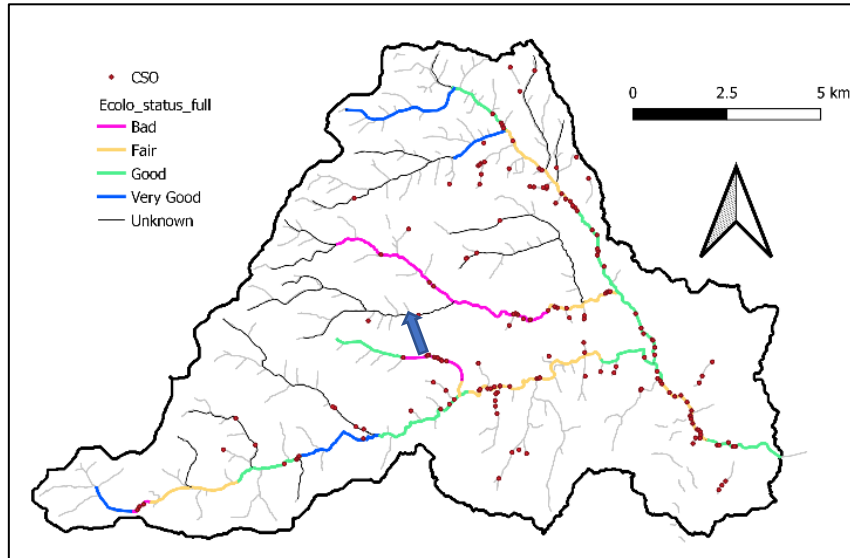 CSO
Ecolo_status_full
Bad
Fair
Good
Very Good
Unknown
0 2.5 5 km